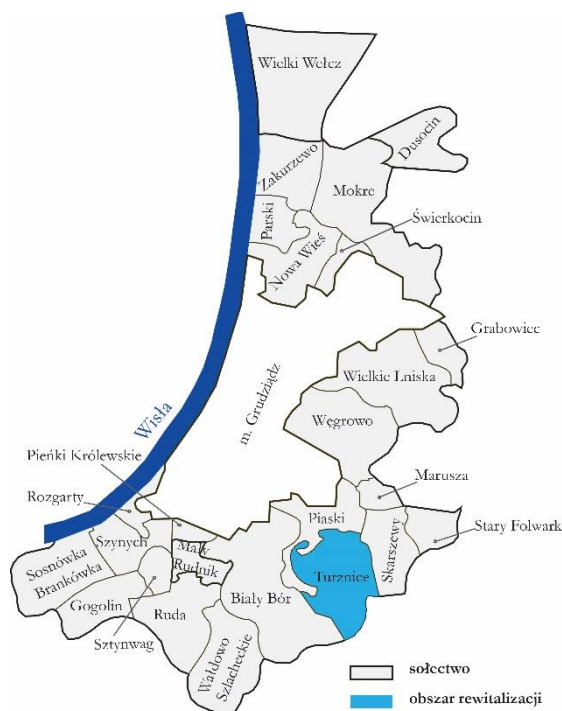 Wielki Wełcz
Dusocin
Zakurzewo
Mokre
Parski
Świerkocin
Nowa Wieś
Grabowiec
Wielkie Lniska
m. Grudziądz
Wisła
Węgrowo
Pieńki Królewskie
Marusza
Rozgarty
Piaski
Stary Folwark
Szynych
Mały
Rudnik
Skarszewy
Sosnówka
Brankówka
Turznice
Biały Bór
Gogolin
Ruda
Sztynwag
Wałdowo
Szlacheckie
sołectwo
obszar rewitalizacji